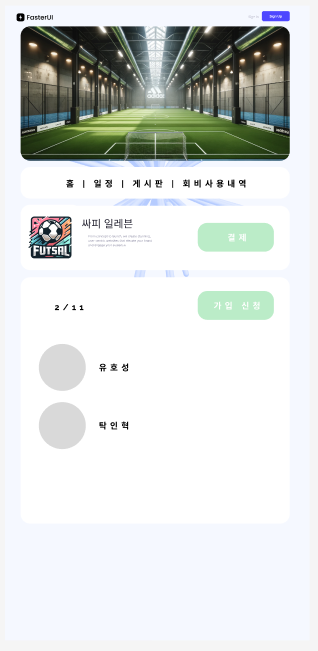 FasterUI
Sign in
Sign Up
홈 | 일정 | 게시판 | 회비사용내역
FUTSAL
싸피 일레븐
결제
2/11
가입 신청
유호성
탁인혁